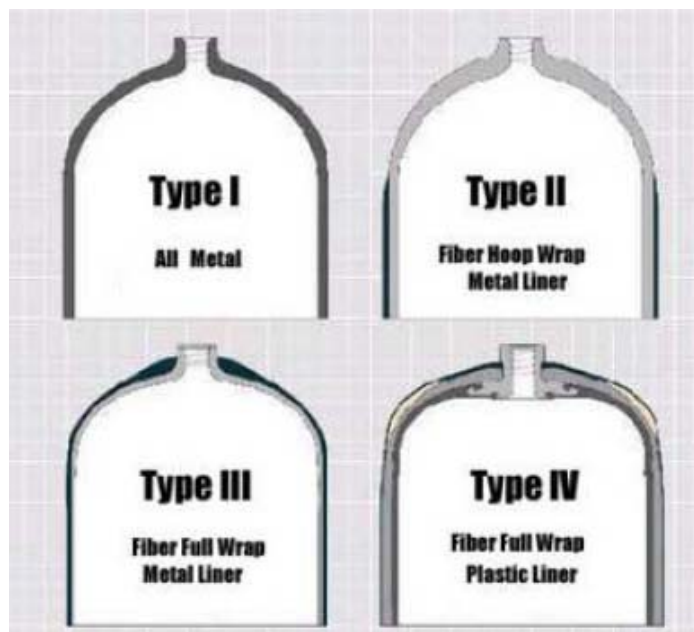 Type I
All Metal
Type II
Fiber Hoop Wrap
Metal Liner
Type III
Fiber Full Wrap
Metal Liner
Type IV
Fiber Full Wrap
Plastic Liner